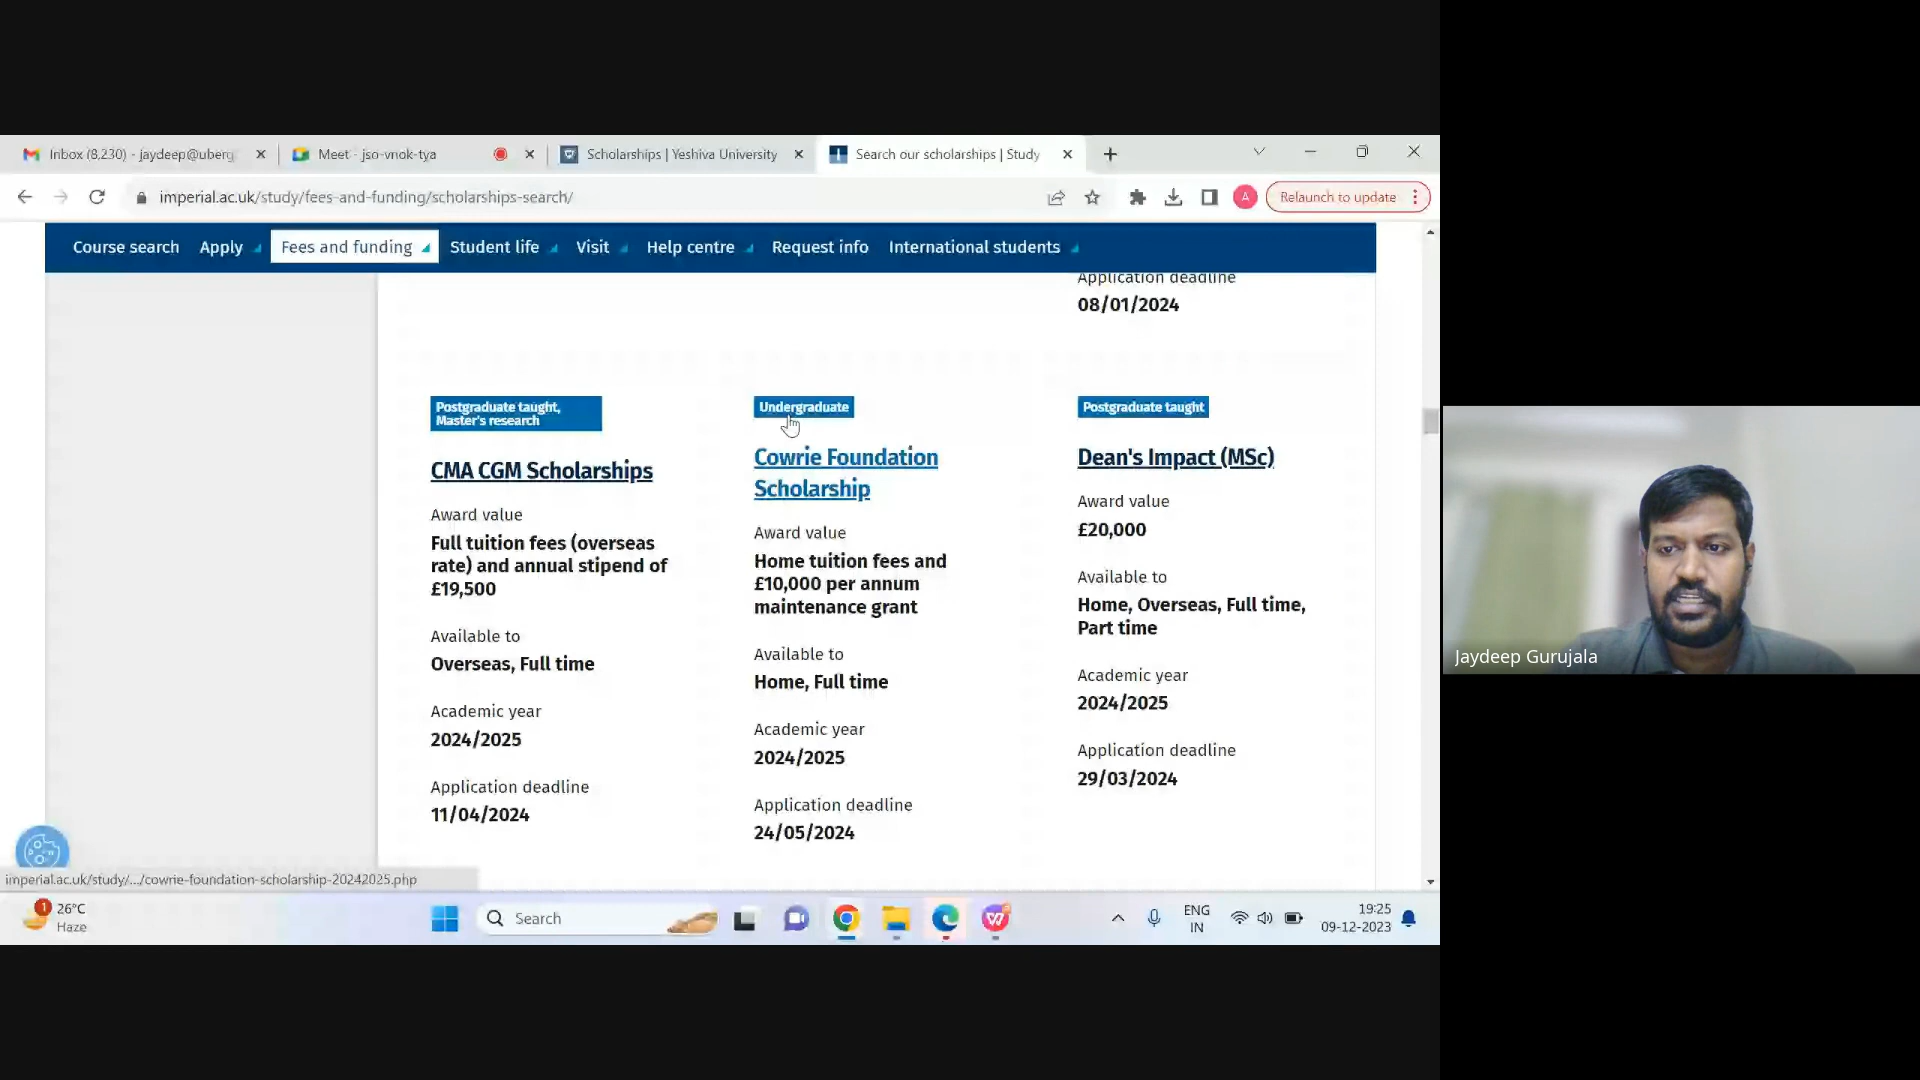 Inbox (8,230) - jaydeep@uberg
Meet - jso-vnok-tya
Scholarships | Yeshiva University
Search our scholarships | Study
imperial.ac.uk/study/fees-and-funding/scholarships-search/
A
Relaunch to update
Course search
Apply
Fees and funding
Student life
Visit
Help centre
Request info
International students
Application deadline
08/01/2024
Postgraduate taught,
Master's research
CMA CGM Scholarships
Award value
Full tuition fees (overseas
rate) and annual stipend of
£19,500
Available to
Overseas, Full time
Academic year
2024/2025
Application deadline
11/04/2024
Undergraduate
Cowrie Foundation
Scholarship
Award value
Home tuition fees and
£10,000 per annum
maintenance grant
Available to
Home, Full time
Academic year
2024/2025
Application deadline
24/05/2024
Postgraduate taught
Dean's Impact (MSc)
Award value
£20,000
Available to
Home, Overseas, Full time,
Part time
Academic year
2024/2025
Application deadline
29/03/2024
Jaydeep Gurujala
imperial.ac.uk/study/.../cowrie-foundation-scholarship-20242025.php
1
26°C
Haze
Search
ENG
IN
19:25
09-12-2023